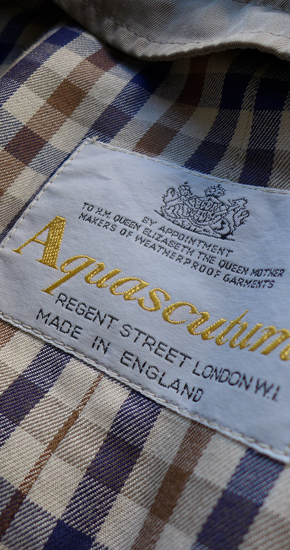 BY APPOINTMENT
TO H.M. QUEEN ELIZABETH THE QUEEN MOTHER
MAKERS OF WEATHERPROOF GARMENTS
Aquascutum
REGENT STREET LONDON W.1.
MADE IN ENGLAND